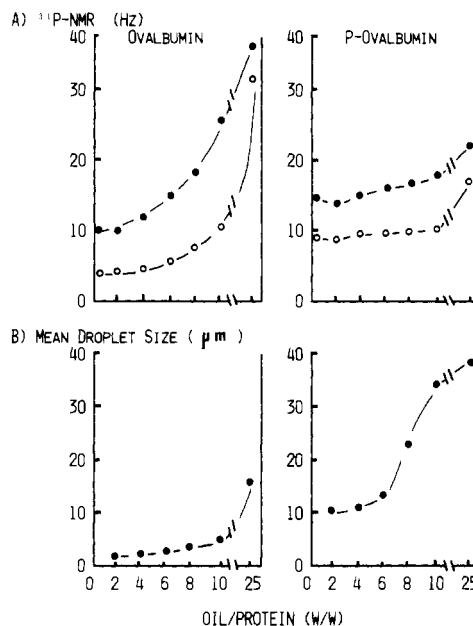 A) ³¹P-NMR (Hz)
OVALBUMIN P-OVALBUMIN
40 40
30 30
20 20
10 10
0 0
B) MEAN DROPLET SIZE ( μm )
40 40
30 30
20 20
10 10
0 2 4 6 8 10 25 0 2 4 6 8 10 25
OIL/PROTEIN (W/W)